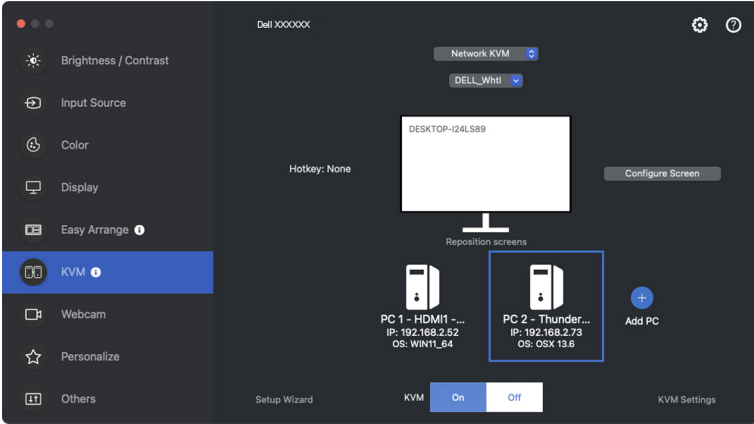 Dell XXXXXX
Brightness / Contrast
Input Source
Color
Display
Easy Arrange
KVM
Webcam
Personalize
Others
Network KVM
DELL_Whtl
DESKTOP-I24LS89
Hotkey: None
Configure Screen
Reposition screens
PC 1 - HDMI1 -...
IP: 192.168.2.52
OS: WIN11_64
PC 2 - Thunder...
IP: 192.168.2.73
OS: OSX 13.6
Add PC
Setup Wizard
KVM On Off
KVM Settings